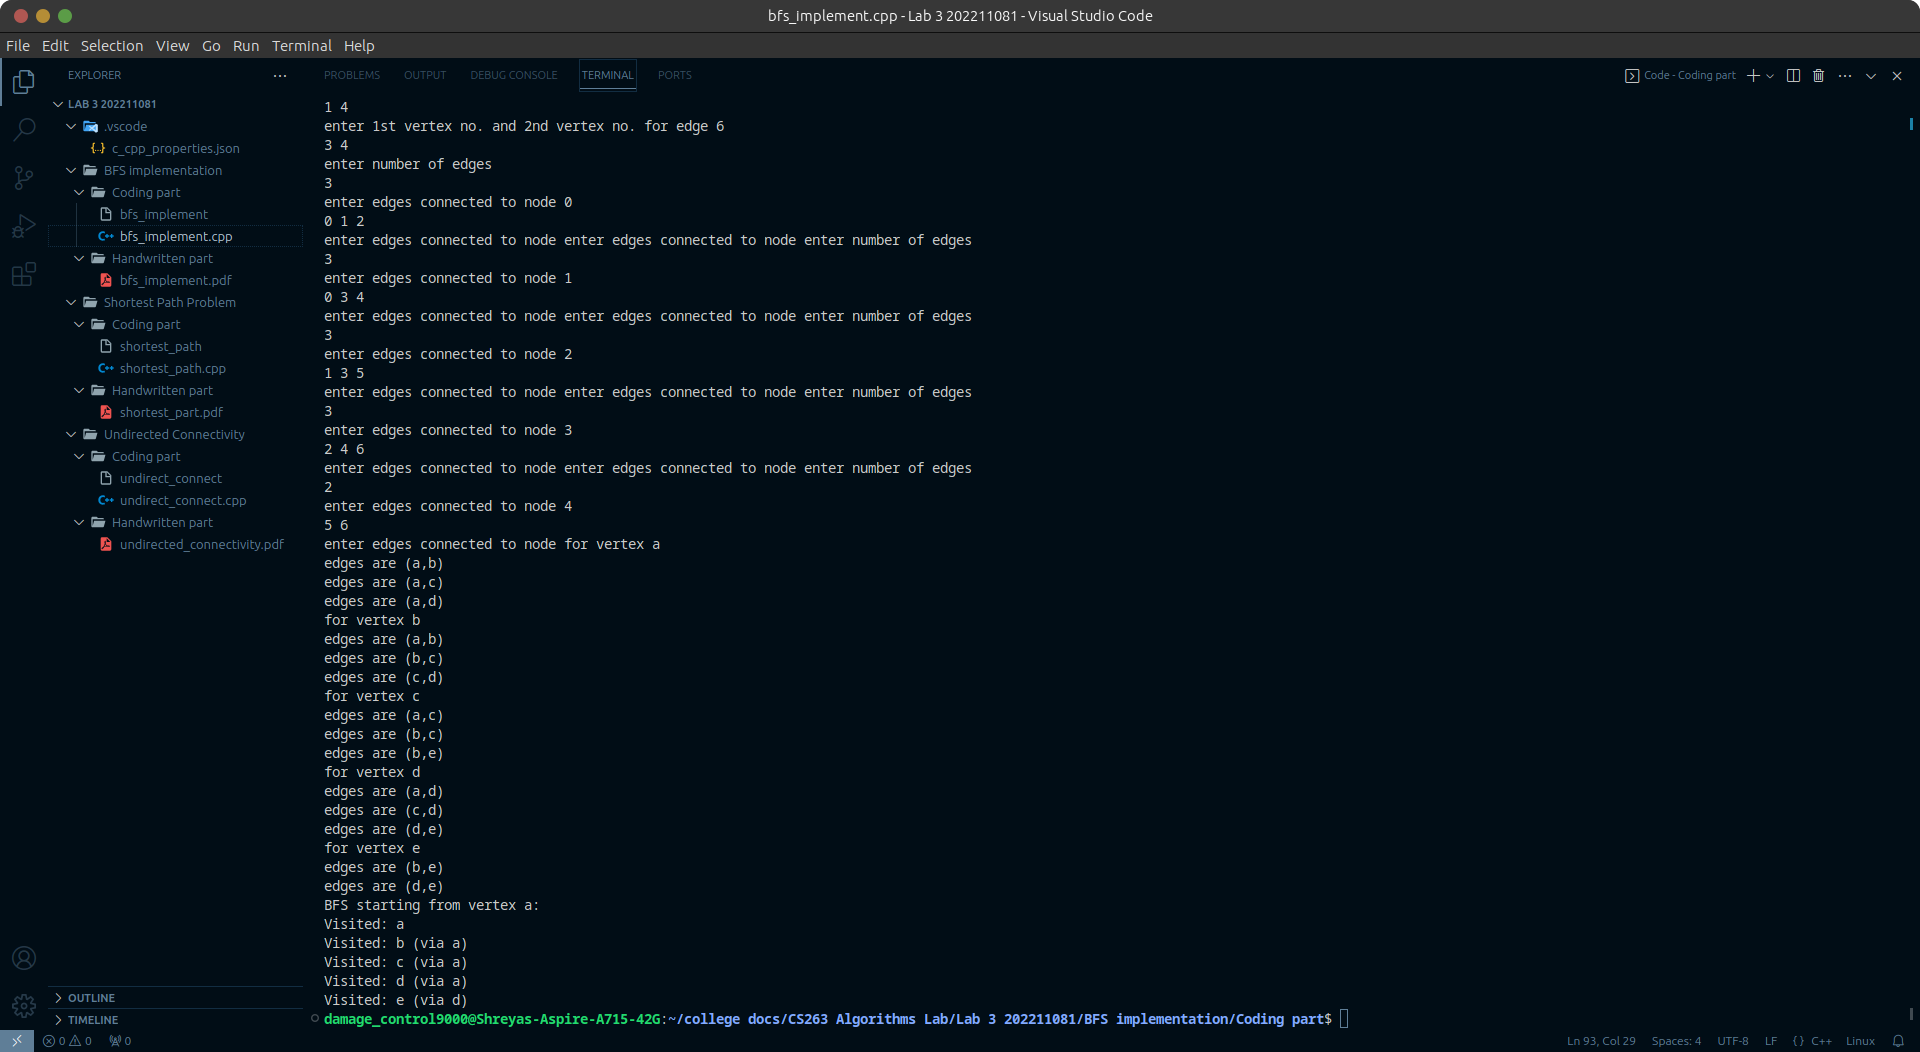 bfs_implement.cpp - Lab 3 202211081 - Visual Studio Code
File Edit Selection View Go Run Terminal Help
EXPLORER
LAB 3 202211081
.vscode
c_cpp_properties.json
BFS implementation
Coding part
bfs_implement
bfs_implement.cpp
Handwritten part
bfs_implement.pdf
Shortest Path Problem
Coding part
shortest_path
shortest_path.cpp
Handwritten part
shortest_part.pdf
Undirected Connectivity
Coding part
undirect_connect
undirect_connect.cpp
Handwritten part
undirected_connectivity.pdf
OUTLINE
TIMELINE
PROBLEMS OUTPUT DEBUG CONSOLE TERMINAL PORTS
Code - Coding part
1 4
enter 1st vertex no. and 2nd vertex no. for edge 6
3 4
enter number of edges
3
enter edges connected to node 0
0 1 2
enter edges connected to node enter edges connected to node enter number of edges
3
enter edges connected to node 1
0 3 4
enter edges connected to node enter edges connected to node enter number of edges
3
enter edges connected to node 2
1 3 5
enter edges connected to node enter edges connected to node enter number of edges
3
enter edges connected to node 3
2 4 6
enter edges connected to node enter edges connected to node enter number of edges
2
enter edges connected to node 4
5 6
enter edges connected to node for vertex a
edges are (a,b)
edges are (a,c)
edges are (a,d)
for vertex b
edges are (a,b)
edges are (b,c)
edges are (c,d)
for vertex c
edges are (a,c)
edges are (b,c)
edges are (b,e)
for vertex d
edges are (a,d)
edges are (c,d)
edges are (d,e)
for vertex e
edges are (b,e)
edges are (d,e)
BFS starting from vertex a:
Visited: a
Visited: b (via a)
Visited: c (via a)
Visited: d (via a)
Visited: e (via d)
damage_control9000@Shreyas-Aspire-A715-42G:~/college docs/CS263 Algorithms Lab/Lab 3 202211081/BFS implementation/Coding part$
0 0 0 Ln 93, Col 29 Spaces: 4 UTF-8 LF {} C++ Linux